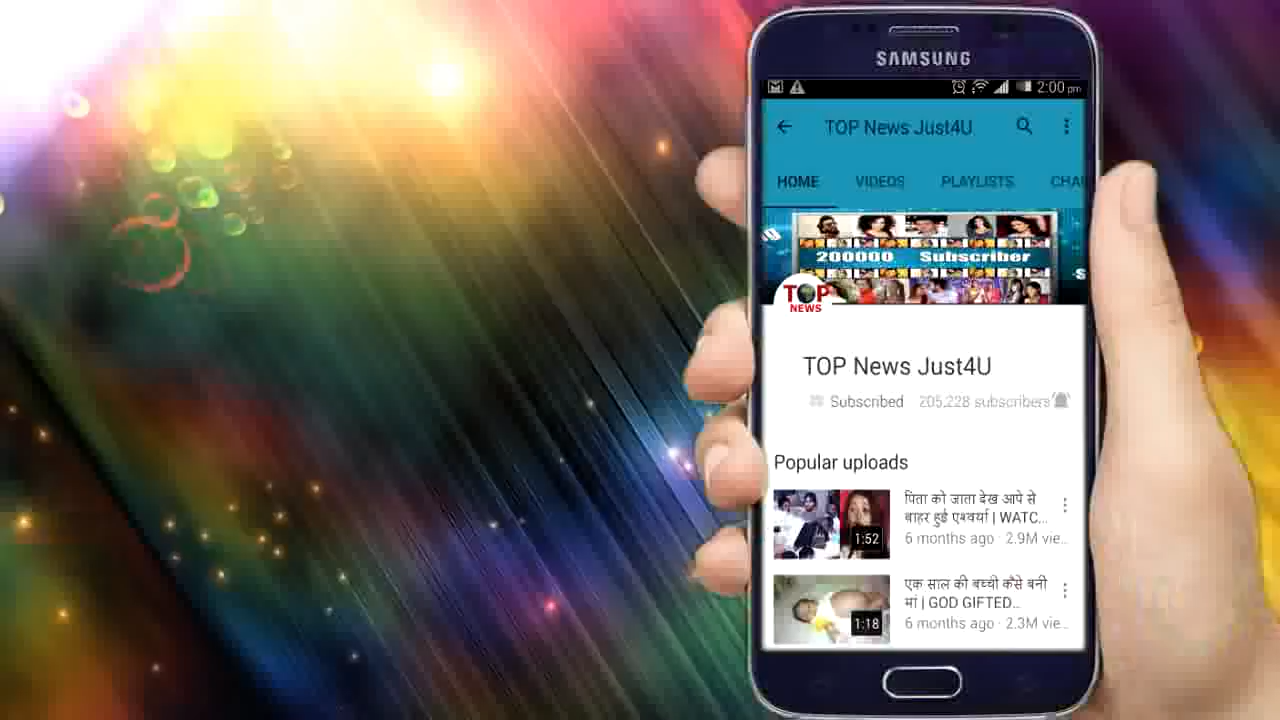 SAMSUNG
2:00 pm
TOP News Just4U
HOME VIDEOS PLAYLISTS
200000 Subscriber
TOP
NEWS
TOP News Just4U
Subscribed 205,228 subscribers
Popular uploads
पिता को जाता देख आपे से
बाहर हुई एश्वर्या | WATC...
1:52
6 months ago · 2.9M vie...
एक साल की बच्ची कैसे बनी
मां | GOD GIFTED...
1:18
6 months ago · 2.3M vie...